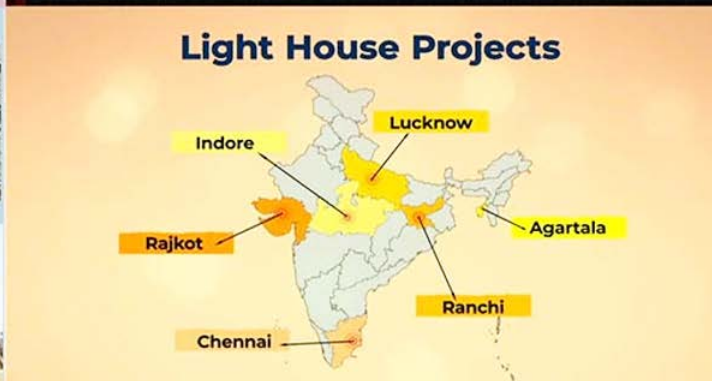 Light House Projects
Lucknow
Indore
Agartala
Rajkot
Ranchi
Chennai